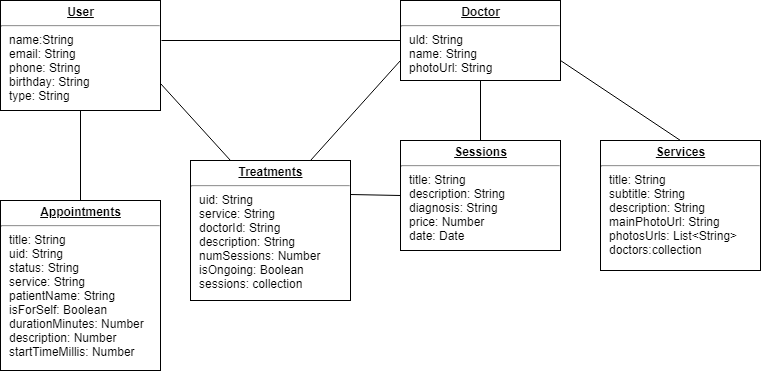 User
name:String
email: String
phone: String
birthday: String
type: String
Doctor
uId: String
name: String
photoUrl: String
Treatments
uid: String
service: String
doctorId: String
description: String
numSessions: Number
isOngoing: Boolean
sessions: collection
Sessions
title: String
description: String
diagnosis: String
price: Number
date: Date
Services
title: String
subtitle: String
description: String
mainPhotoUrl: String
photosUrls: List<String>
doctors:collection
Appointments
title: String
uid: String
status: String
service: String
patientName: String
isForSelf: Boolean
durationMinutes: Number
description: Number
startTimeMillis: Number